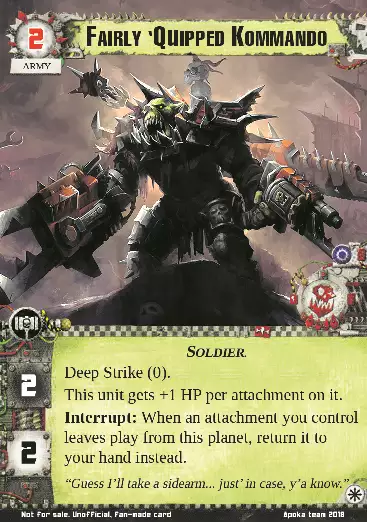 2
FAIRLY 'QUIPPED KOMMANDO
ARMY
SOLDIER.
2
Deep Strike (0).
This unit gets +1 HP per attachment on it.
Interrupt: When an attachment you control
2
leaves play from this planet, return it to
your hand instead.
“Guess I'll take a sidearm... just' in case, y'a know.”
Not for sale. Unofficial. Fan-made card
Apoka team 2018